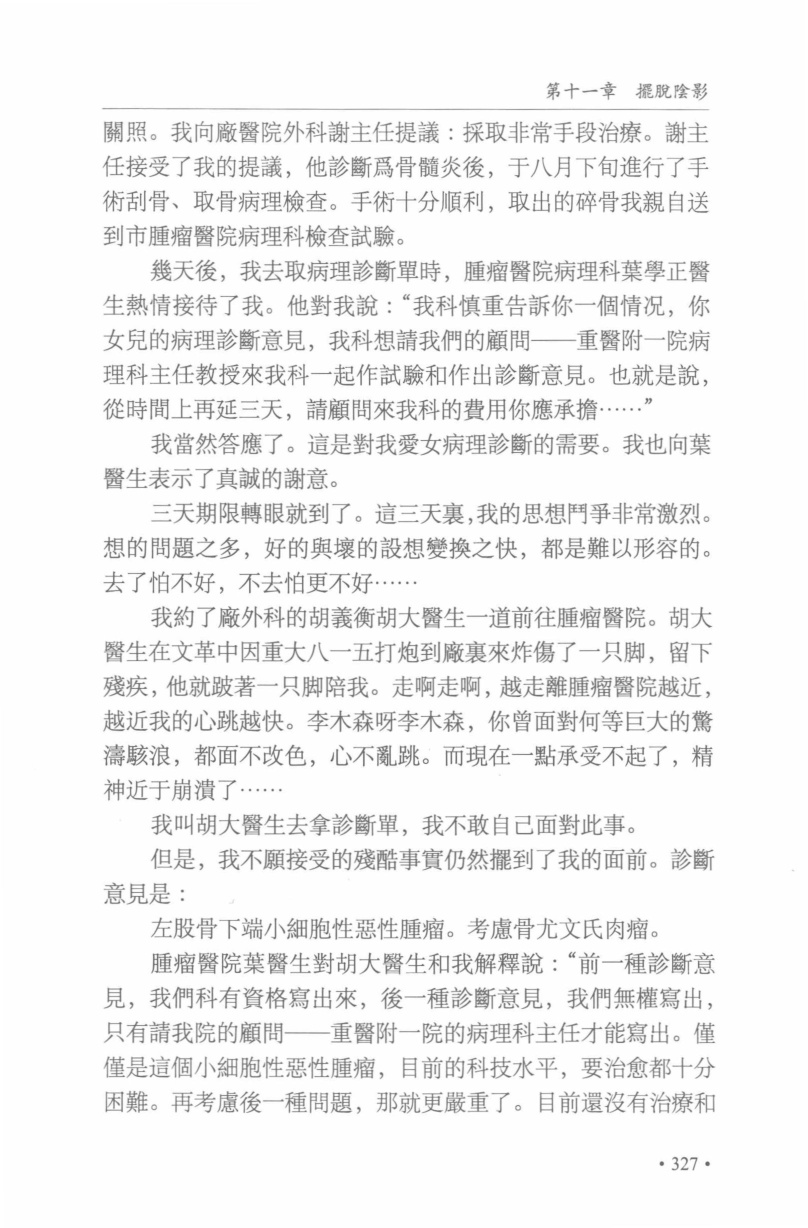 第十一章　擺脫陰影
關照。我向廠醫院外科謝主任提議：採取非常手段治療。謝主
任接受了我的提議，他診斷爲骨髓炎後，于八月下旬進行了手
術刮骨、取骨病理檢查。手術十分順利，取出的碎骨我親自送
到市腫瘤醫院病理科檢查試驗。
幾天後，我去取病理診斷單時，腫瘤醫院病理科葉學正醫
生熱情接待了我。他對我說：“我科慎重告訴你一個情況，你
女兒的病理診斷意見，我科想請我們的顧問——重醫附一院病
理科主任教授來我科一起作試驗和作出診斷意見。也就是說，
從時間上再延三天，請顧問來我科的費用你應承擔……”
我當然答應了。這是對我愛女病理診斷的需要。我也向葉
醫生表示了真誠的謝意。
三天期限轉眼就到了。這三天裏，我的思想鬥爭非常激烈。
想的問題之多，好的與壞的設想變換之快，都是難以形容的。
去了怕不好，不去怕更不好……
我約了廠外科的胡義衡胡大醫生一道前往腫瘤醫院。胡大
醫生在文革中因重大八一五打炮到廠裏來炸傷了一只脚，留下
殘疾，他就跛著一只脚陪我。走啊走啊，越走離腫瘤醫院越近，
越近我的心跳越快。李木森呀李木森，你曾面對何等巨大的驚
濤駭浪，都面不改色，心不亂跳。而現在一點承受不起了，精
神近于崩潰了……
我叫胡大醫生去拿診斷單，我不敢自己面對此事。
但是，我不願接受的殘酷事實仍然擺到了我的面前。診斷
意見是：
左股骨下端小細胞性惡性腫瘤。考慮骨尤文氏肉瘤。
腫瘤醫院葉醫生對胡大醫生和我解釋說：“前一種診斷意
見，我們科有資格寫出來，後一種診斷意見，我們無權寫出，
只有請我院的顧問——重醫附一院的病理科主任才能寫出。僅
僅是這個小細胞性惡性腫瘤，目前的科技水平，要治愈都十分
困難。再考慮後一種問題，那就更嚴重了。目前還沒有治療和
·327·